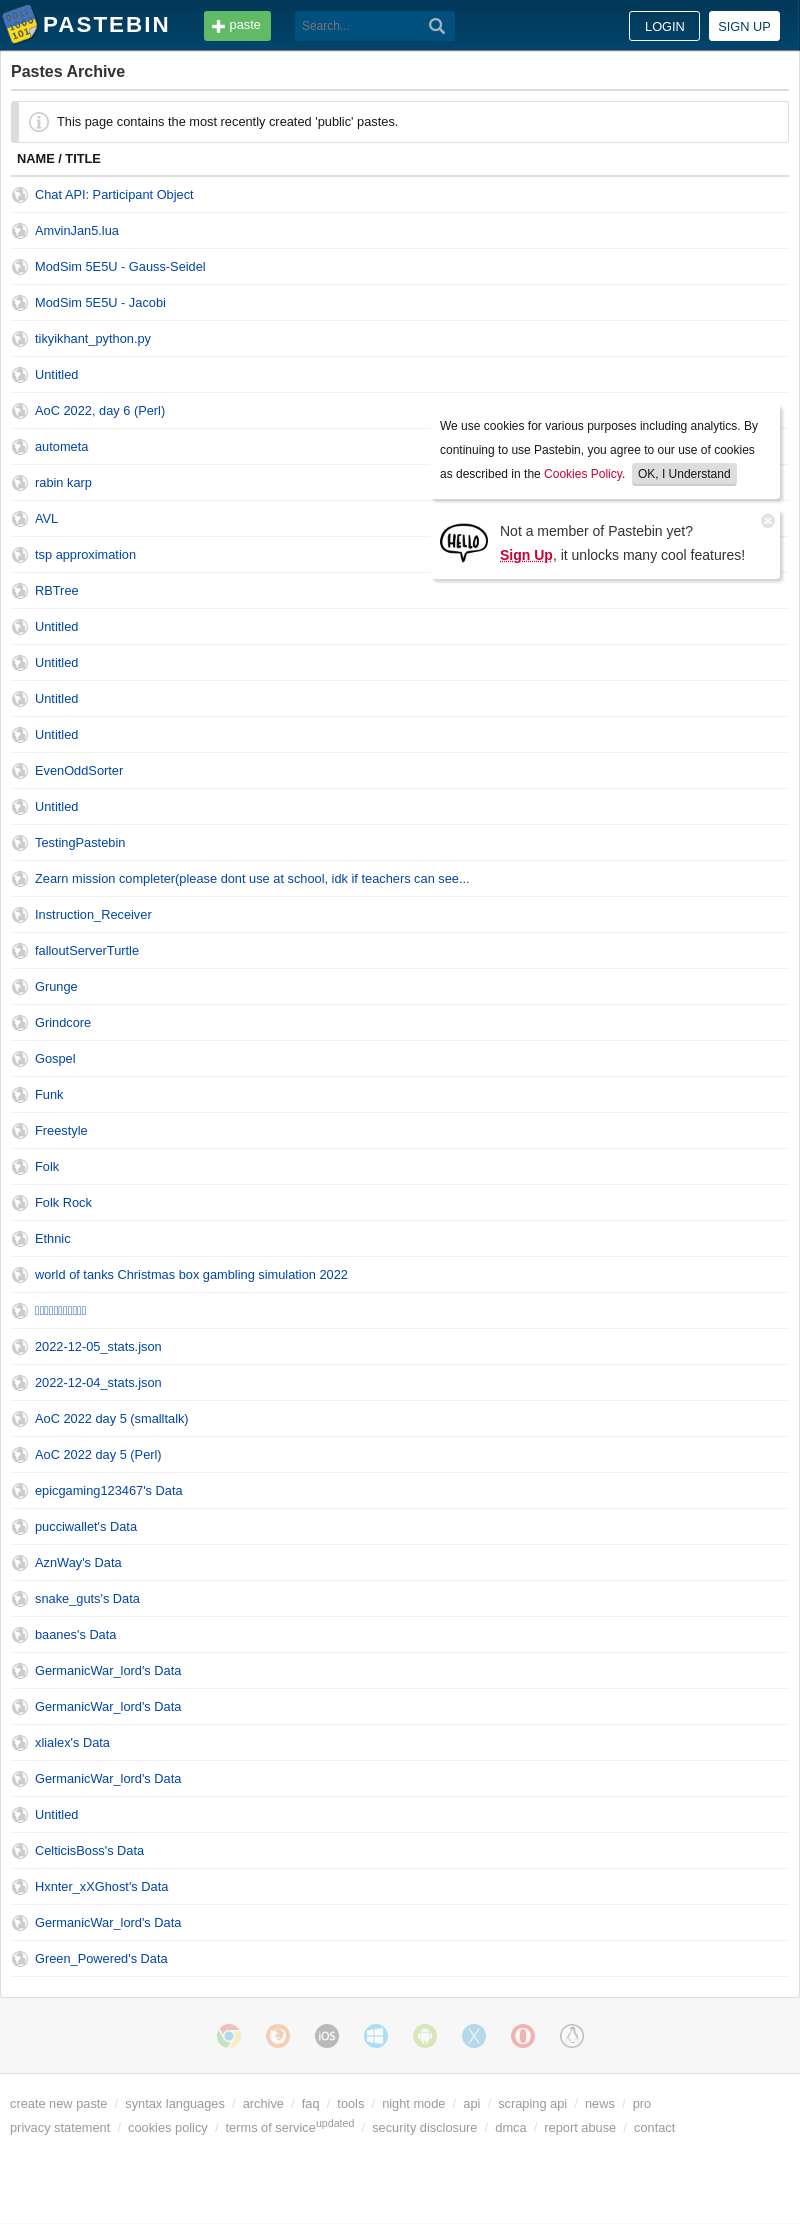 PASTEBIN
paste
Search...
LOGIN
SIGN UP
Pastes Archive
This page contains the most recently created 'public' pastes.
NAME / TITLE
Chat API: Participant Object
AmvinJan5.lua
ModSim 5E5U - Gauss-Seidel
ModSim 5E5U - Jacobi
tikyikhant_python.py
Untitled
AoC 2022, day 6 (Perl)
autometa
rabin karp
AVL
tsp approximation
We use cookies for various purposes including analytics. By
continuing to use Pastebin, you agree to our use of cookies
as described in the Cookies Policy. OK, I Understand
HELLO
Not a member of Pastebin yet?
Sign Up, it unlocks many cool features!
RBTree
Untitled
Untitled
Untitled
Untitled
EvenOddSorter
Untitled
TestingPastebin
Zearn mission completer(please dont use at school, idk if teachers can see...
Instruction_Receiver
falloutServerTurtle
Grunge
Grindcore
Gospel
Funk
Freestyle
Folk
Folk Rock
Ethnic
world of tanks Christmas box gambling simulation 2022
2022-12-05_stats.json
2022-12-04_stats.json
AoC 2022 day 5 (smalltalk)
AoC 2022 day 5 (Perl)
epicgaming123467's Data
pucciwallet's Data
AznWay's Data
snake_guts's Data
baanes's Data
GermanicWar_lord's Data
GermanicWar_lord's Data
xlialex's Data
GermanicWar_lord's Data
Untitled
CelticisBoss's Data
Hxnter_xXGhost's Data
GermanicWar_lord's Data
Green_Powered's Data
iOS
create new paste / syntax languages / archive / faq / tools / night mode / api / scraping api / news / pro
privacy statement / cookies policy / terms of service updated / security disclosure / dmca / report abuse / contact